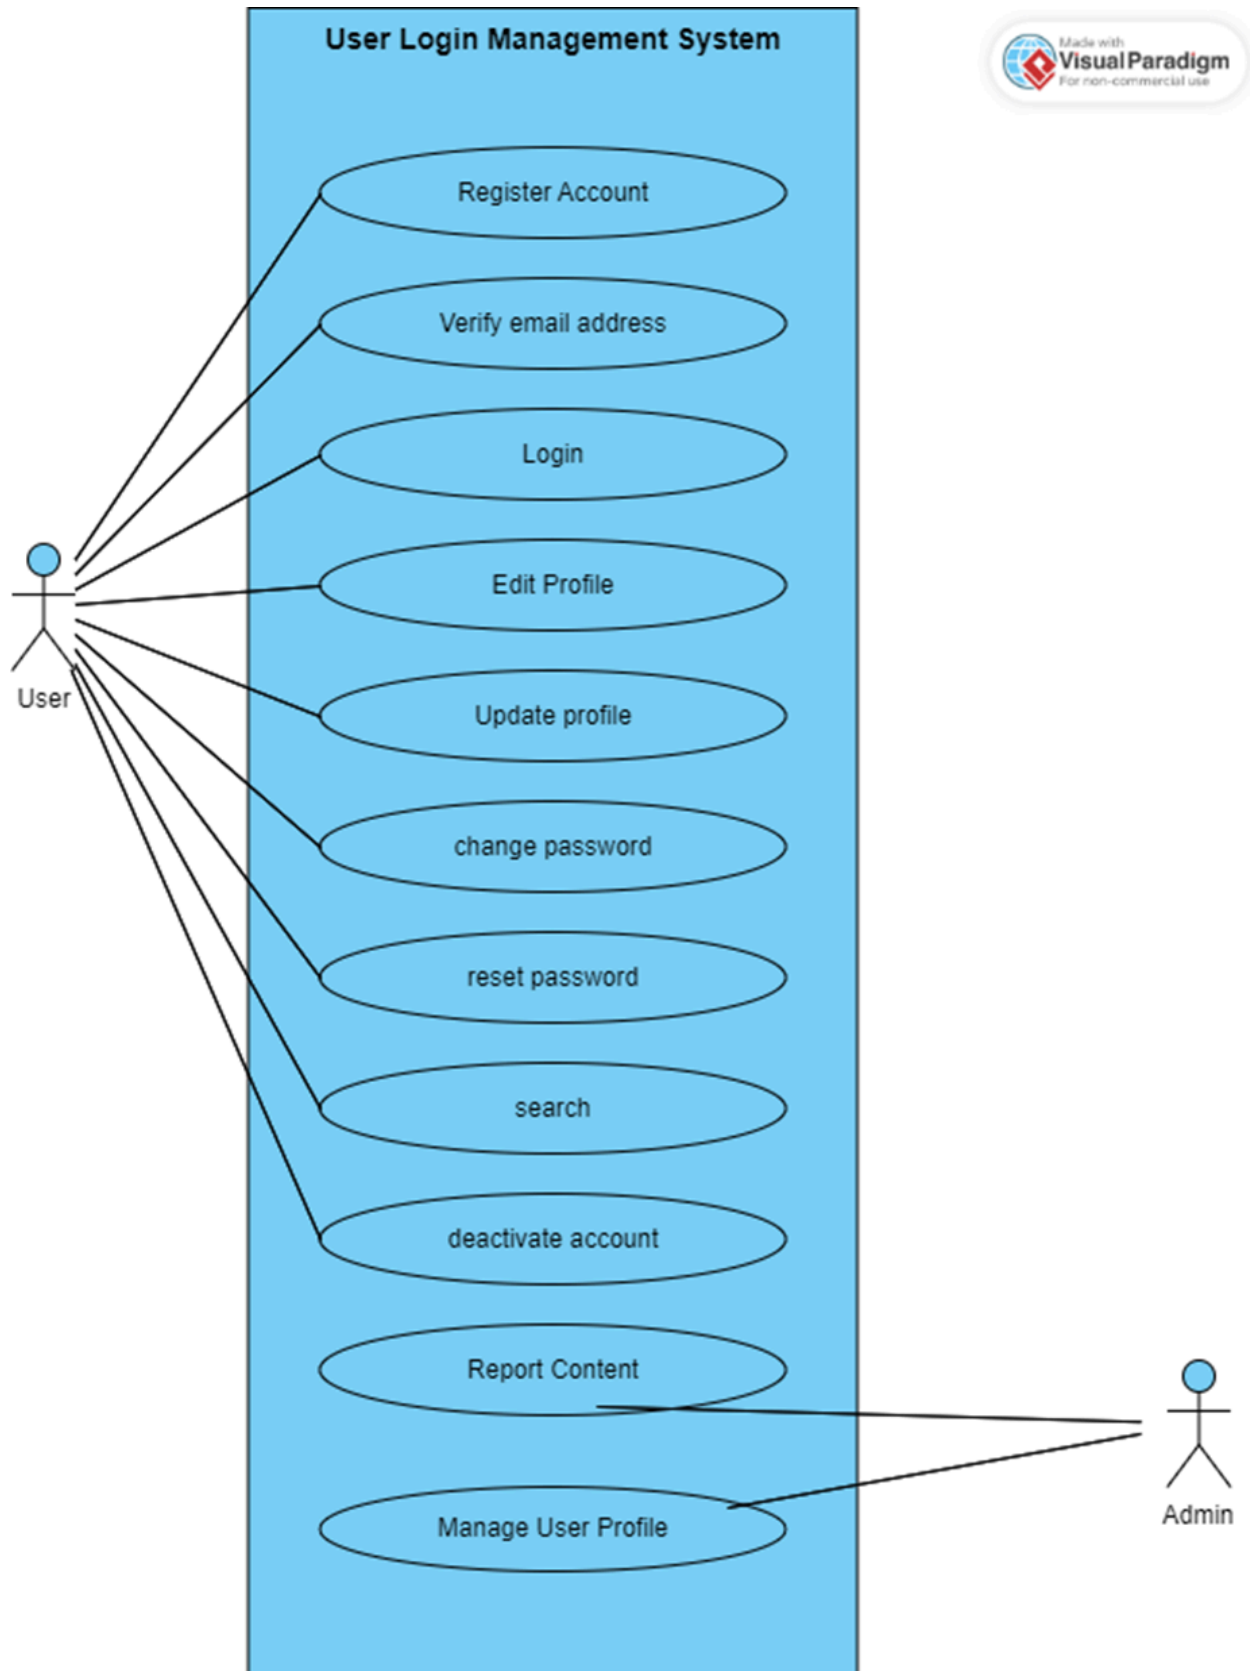 User Login Management System
Made with
Visual Paradigm
For non-commercial use
Register Account
Verify email address
Login
Edit Profile
User
Update profile
change password
reset password
search
deactivate account
Report Content
Admin
Manage User Profile